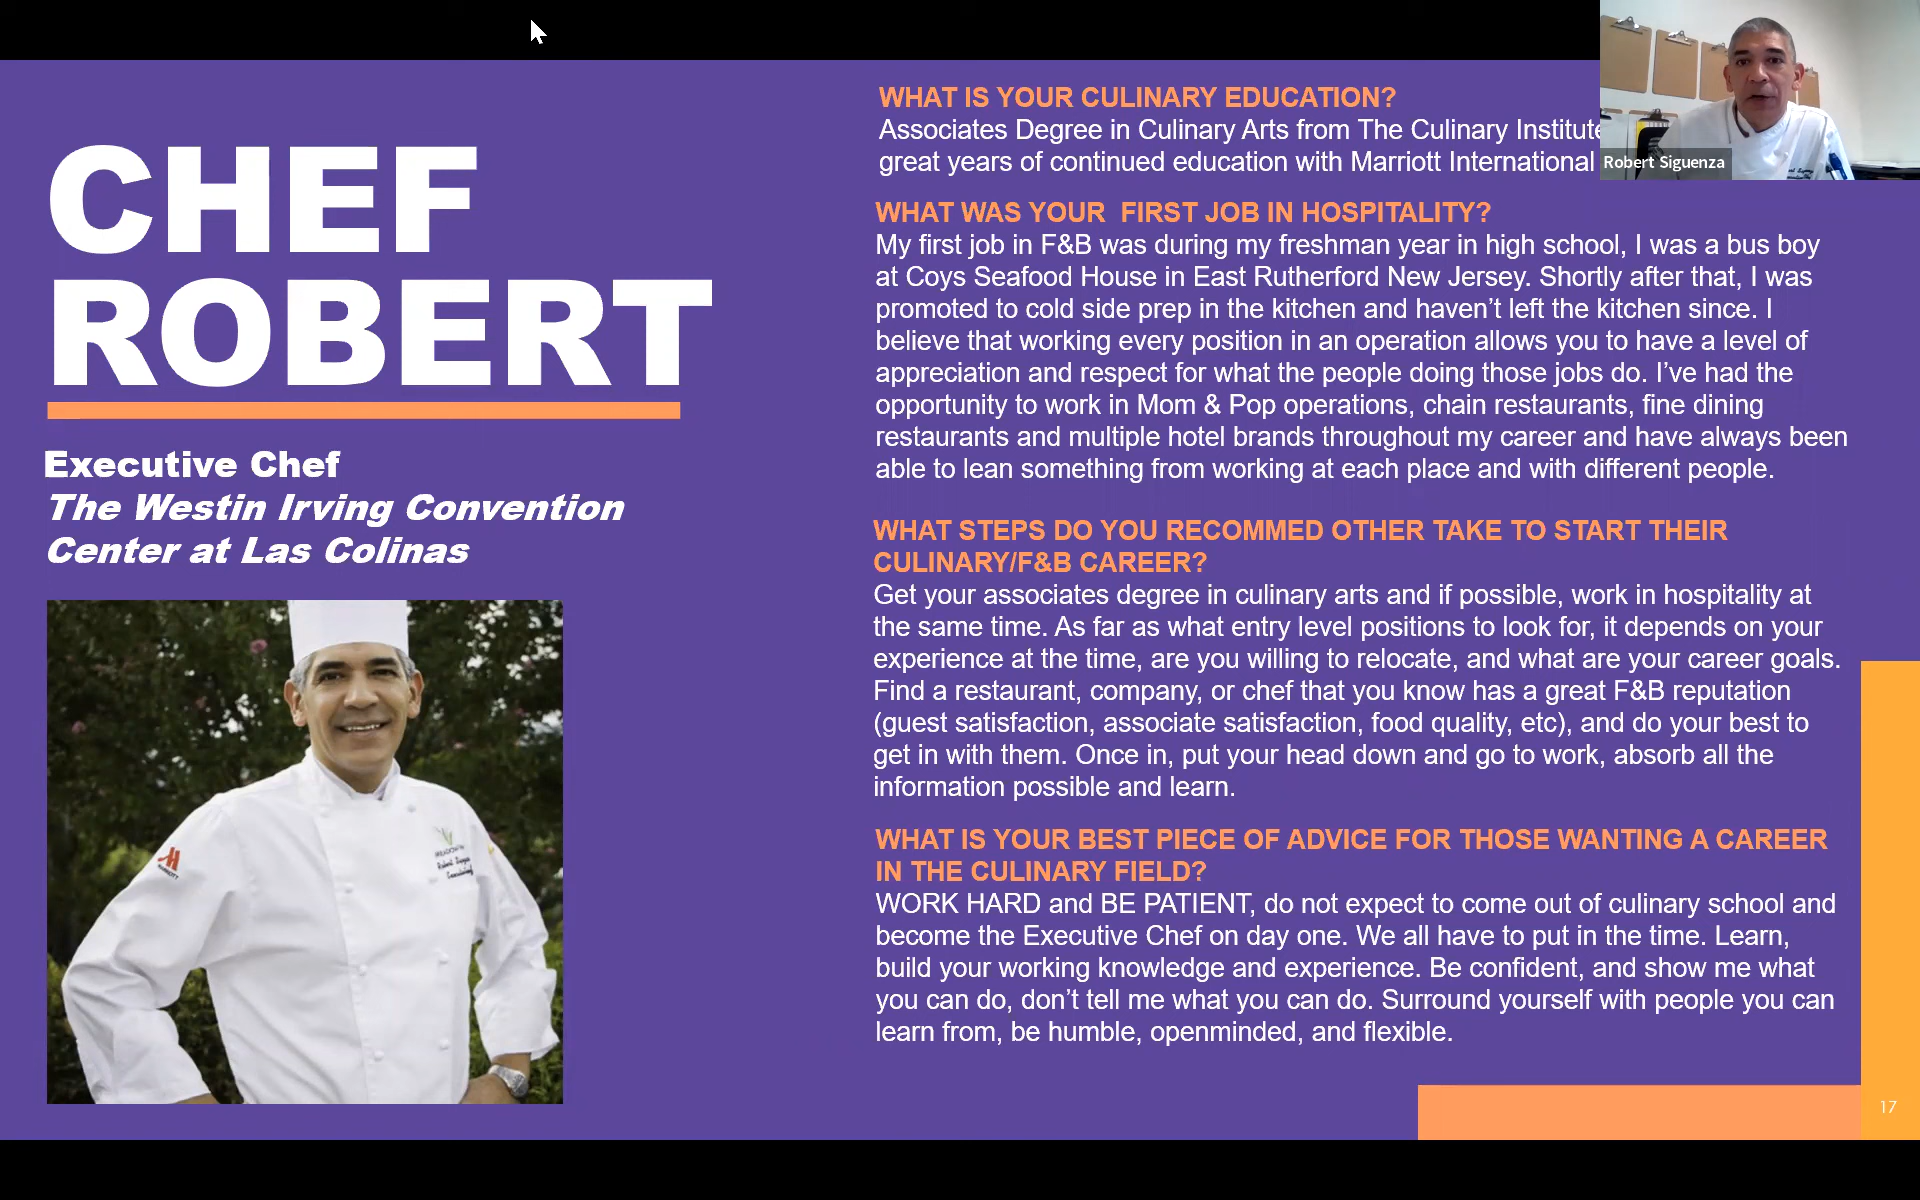 CHEF
ROBERT
Executive Chef
The Westin Irving Convention
Center at Las Colinas
MARRIOTT
WHAT IS YOUR CULINARY EDUCATION?
Associates Degree in Culinary Arts from The Culinary Institute
great years of continued education with Marriott International
Robert Siguenza
WHAT WAS YOUR  FIRST JOB IN HOSPITALITY?
My first job in F&B was during my freshman year in high school, I was a bus boy
at Coys Seafood House in East Rutherford New Jersey. Shortly after that, I was
promoted to cold side prep in the kitchen and haven’t left the kitchen since. I
believe that working every position in an operation allows you to have a level of
appreciation and respect for what the people doing those jobs do. I’ve had the
opportunity to work in Mom & Pop operations, chain restaurants, fine dining
restaurants and multiple hotel brands throughout my career and have always been
able to lean something from working at each place and with different people.
WHAT STEPS DO YOU RECOMMED OTHER TAKE TO START THEIR
CULINARY/F&B CAREER?
Get your associates degree in culinary arts and if possible, work in hospitality at
the same time. As far as what entry level positions to look for, it depends on your
experience at the time, are you willing to relocate, and what are your career goals.
Find a restaurant, company, or chef that you know has a great F&B reputation
(guest satisfaction, associate satisfaction, food quality, etc), and do your best to
get in with them. Once in, put your head down and go to work, absorb all the
information possible and learn.
WHAT IS YOUR BEST PIECE OF ADVICE FOR THOSE WANTING A CAREER
IN THE CULINARY FIELD?
WORK HARD and BE PATIENT, do not expect to come out of culinary school and
become the Executive Chef on day one. We all have to put in the time. Learn,
build your working knowledge and experience. Be confident, and show me what
you can do, don’t tell me what you can do. Surround yourself with people you can
learn from, be humble, openminded, and flexible.
17